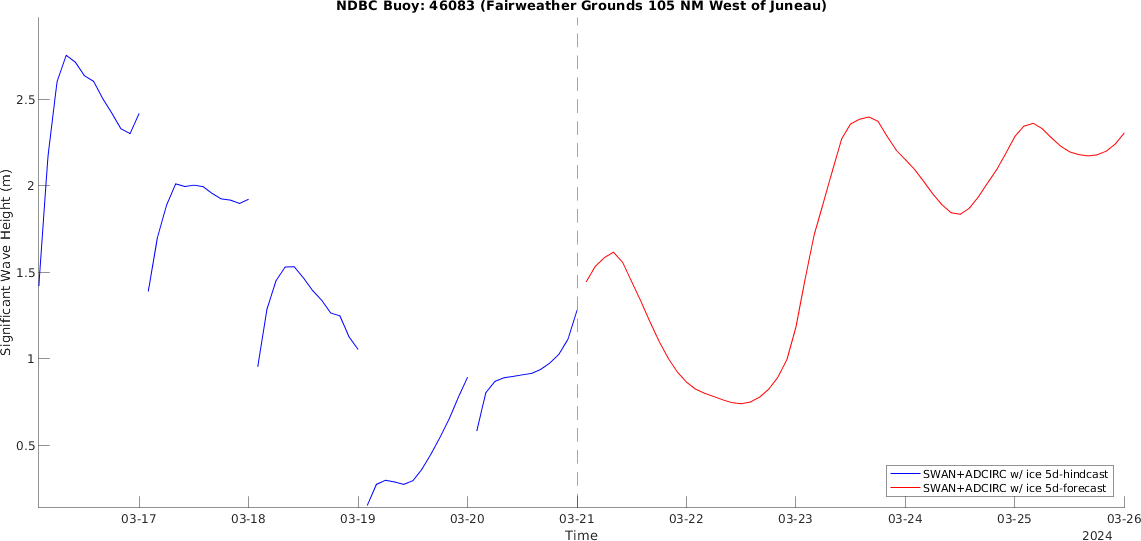 NDBC Buoy: 46083 (Fairweather Grounds 105 NM West of Juneau)
Significant Wave Height (m)
2.5
2
1.5
1
0.5
SWAN+ADCIRC w/ ice 5d-hindcast
SWAN+ADCIRC w/ ice 5d-forecast
03-17 03-18 03-19 03-20 03-21 03-22 03-23 03-24 03-25 03-26
Time
2024